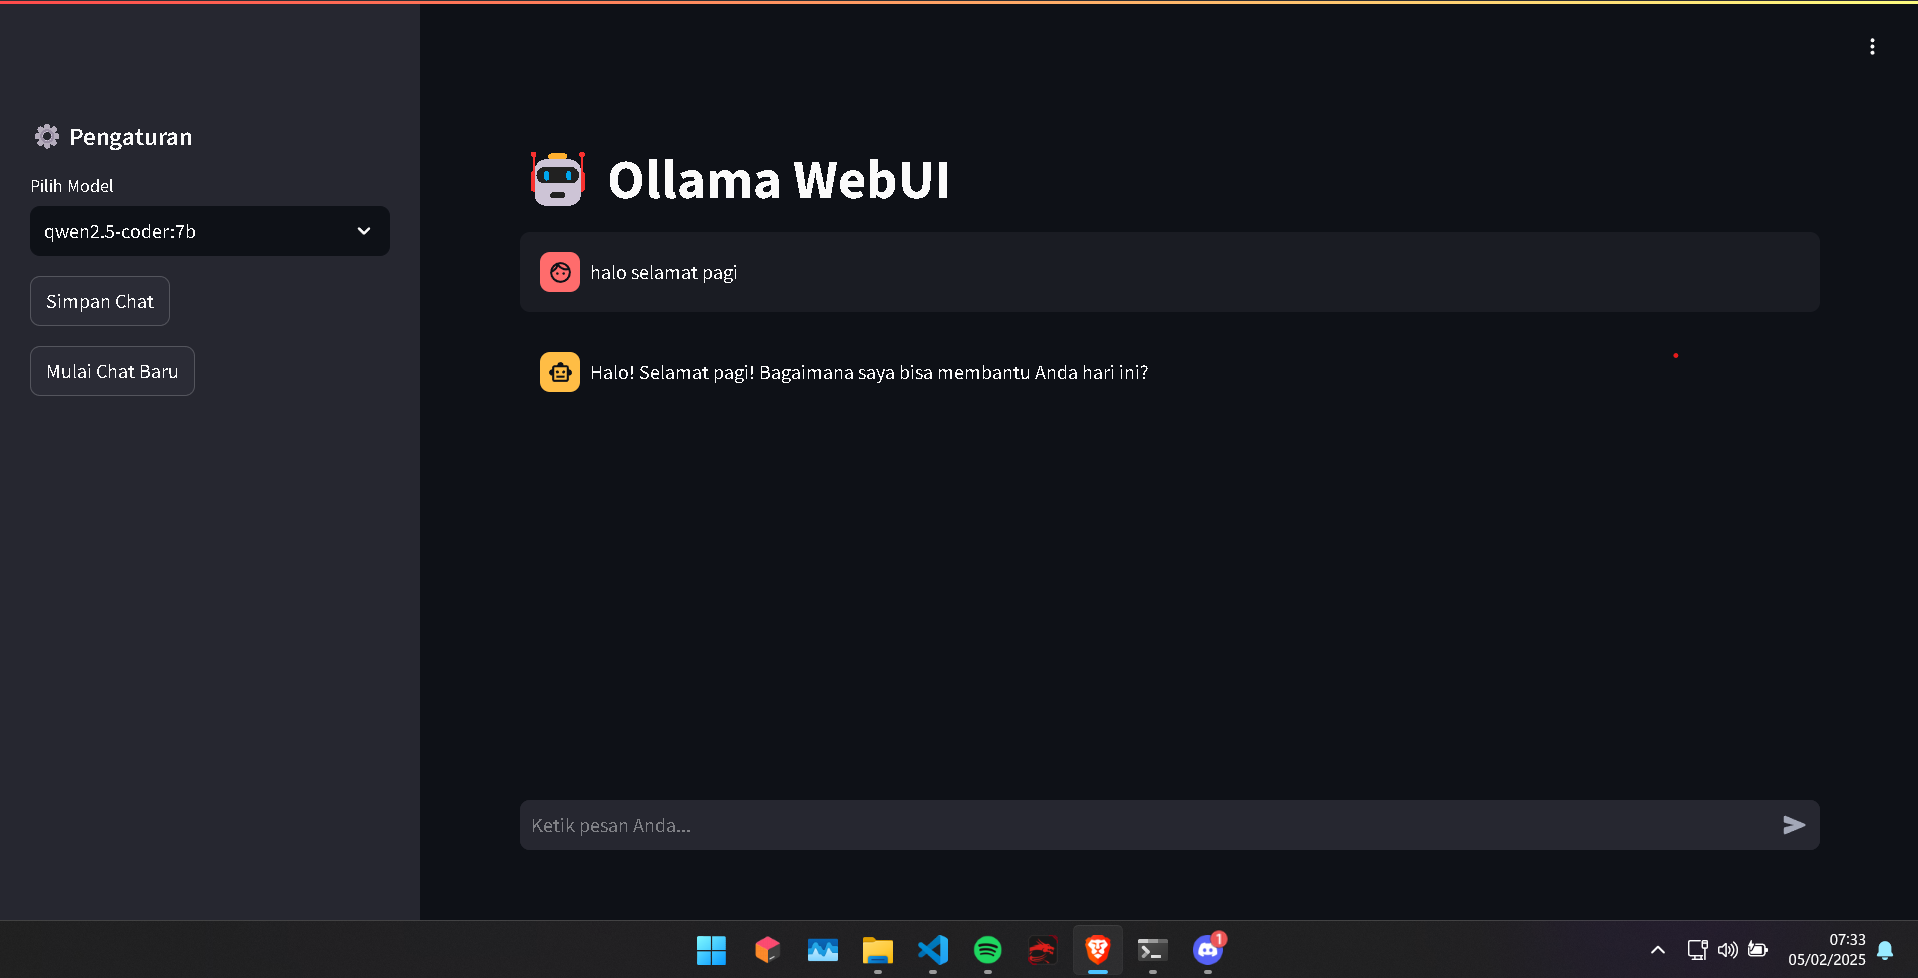 Pengaturan
Pilih Model
qwen2.5-coder:7b
Simpan Chat
Mulai Chat Baru
Ollama WebUI
halo selamat pagi
Halo! Selamat pagi! Bagaimana saya bisa membantu Anda hari ini?
Ketik pesan Anda...
1
07:33
05/02/2025